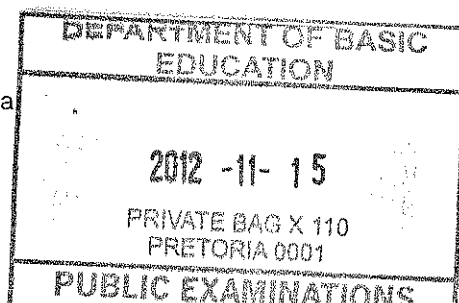 DEPARTMENT OF BASIC
EDUCATION
a
2012 -11- 15
PRIVATE BAG X 110
PRETORIA 0001
PUBLIC EXAMINATIONS